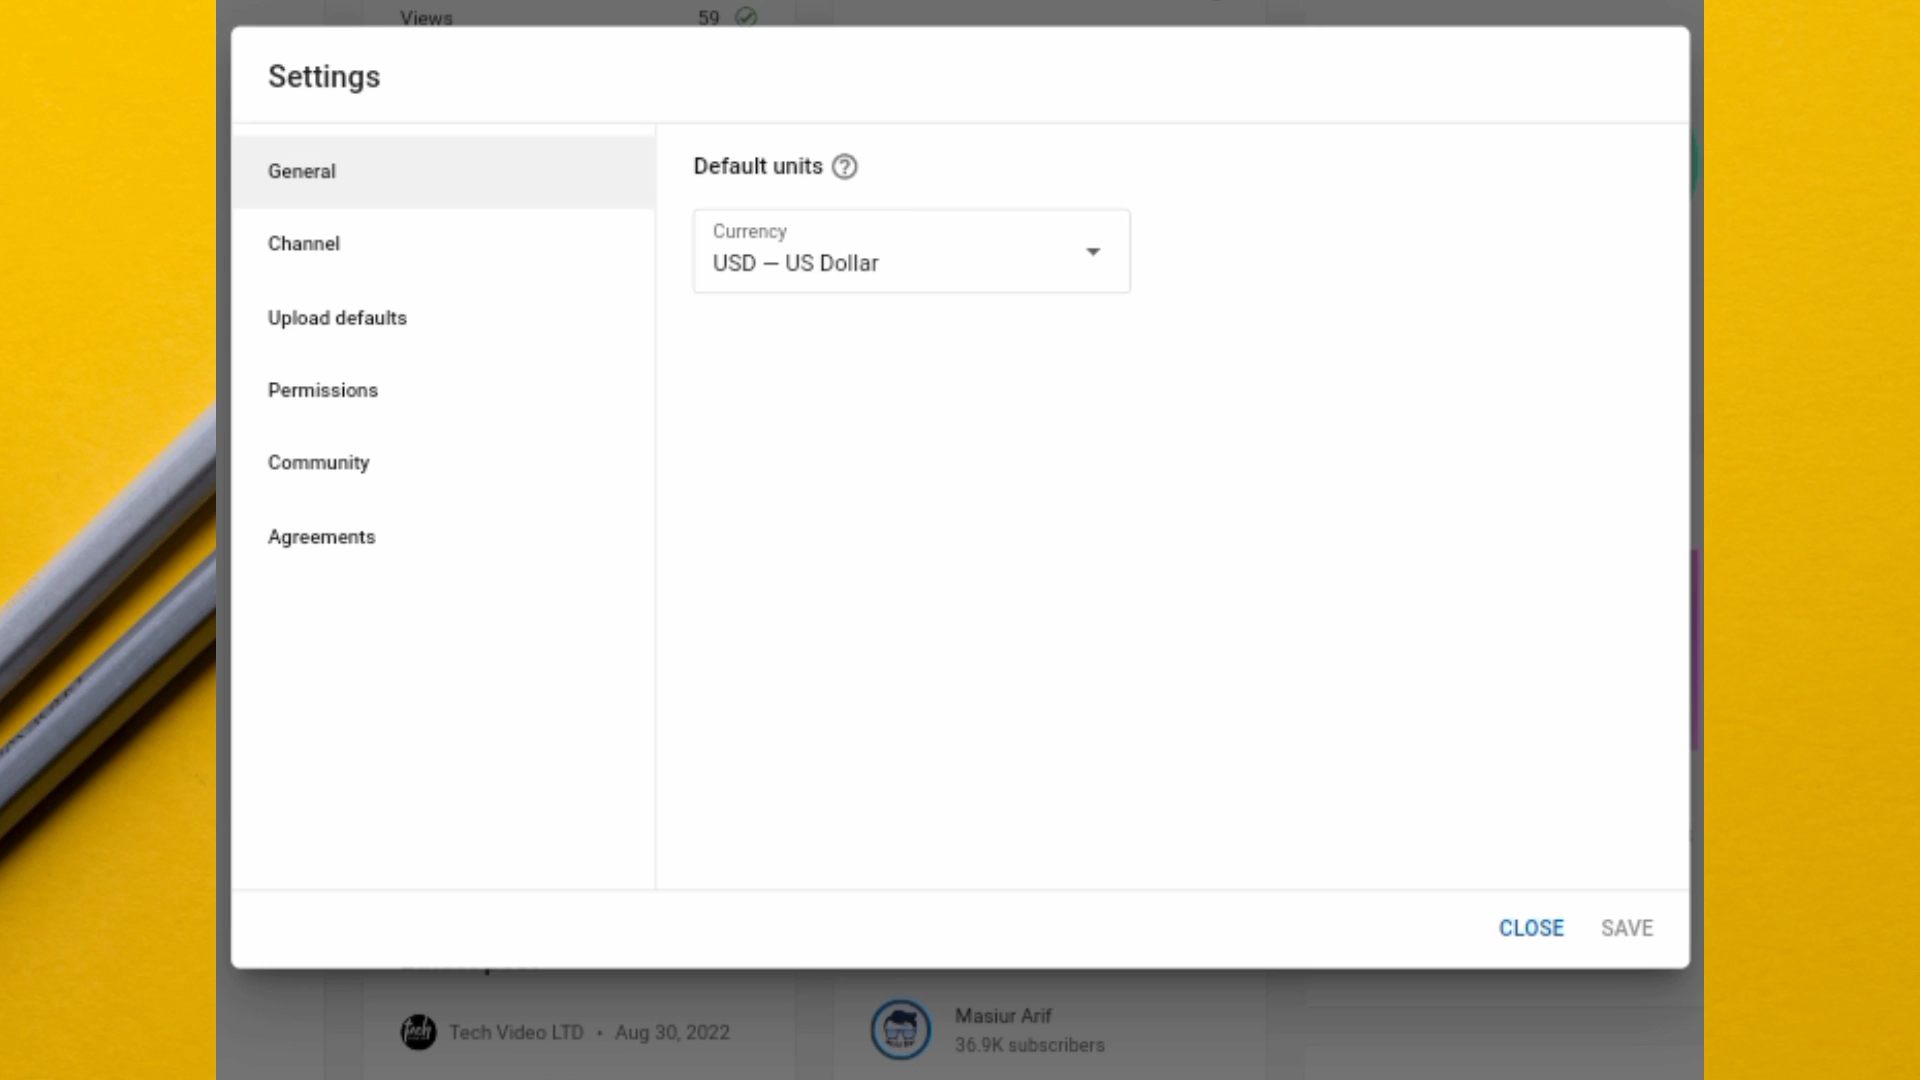 Views 59
Settings
General
Channel
Upload defaults
Permissions
Community
Agreements
Default units ?
Currency
USD — US Dollar
CLOSE SAVE
Tech Video LTD • Aug 30, 2022
Masiur Arif
36.9K subscribers